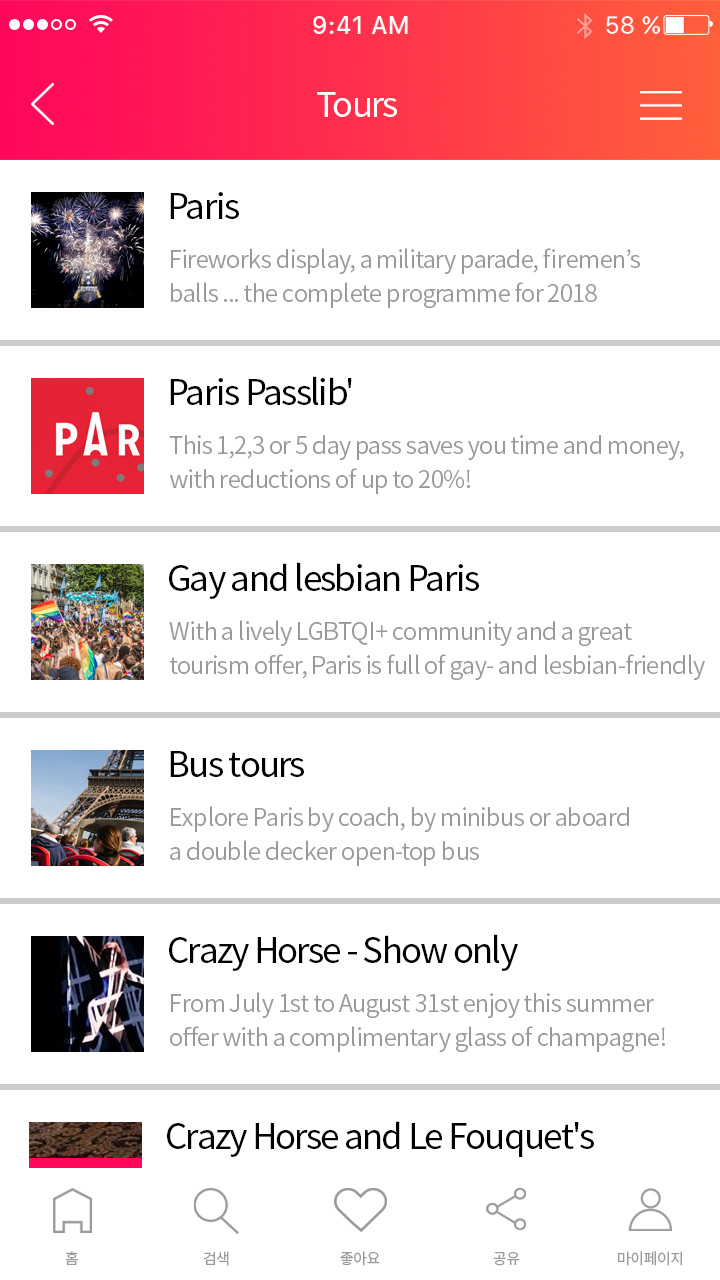 9:41 AM
58 %
Tours
Paris
Fireworks display, a military parade, firemen’s
balls ... the complete programme for 2018
PAR
Paris Passlib'
This 1,2,3 or 5 day pass saves you time and money,
with reductions of up to 20%!
Gay and lesbian Paris
With a lively LGBTQI+ community and a great
tourism offer, Paris is full of gay- and lesbian-friendly
Bus tours
Explore Paris by coach, by minibus or aboard
a double decker open-top bus
Crazy Horse - Show only
From July 1st to August 31st enjoy this summer
offer with a complimentary glass of champagne!
Crazy Horse and Le Fouquet's
홈
검색
좋아요
공유
마이페이지